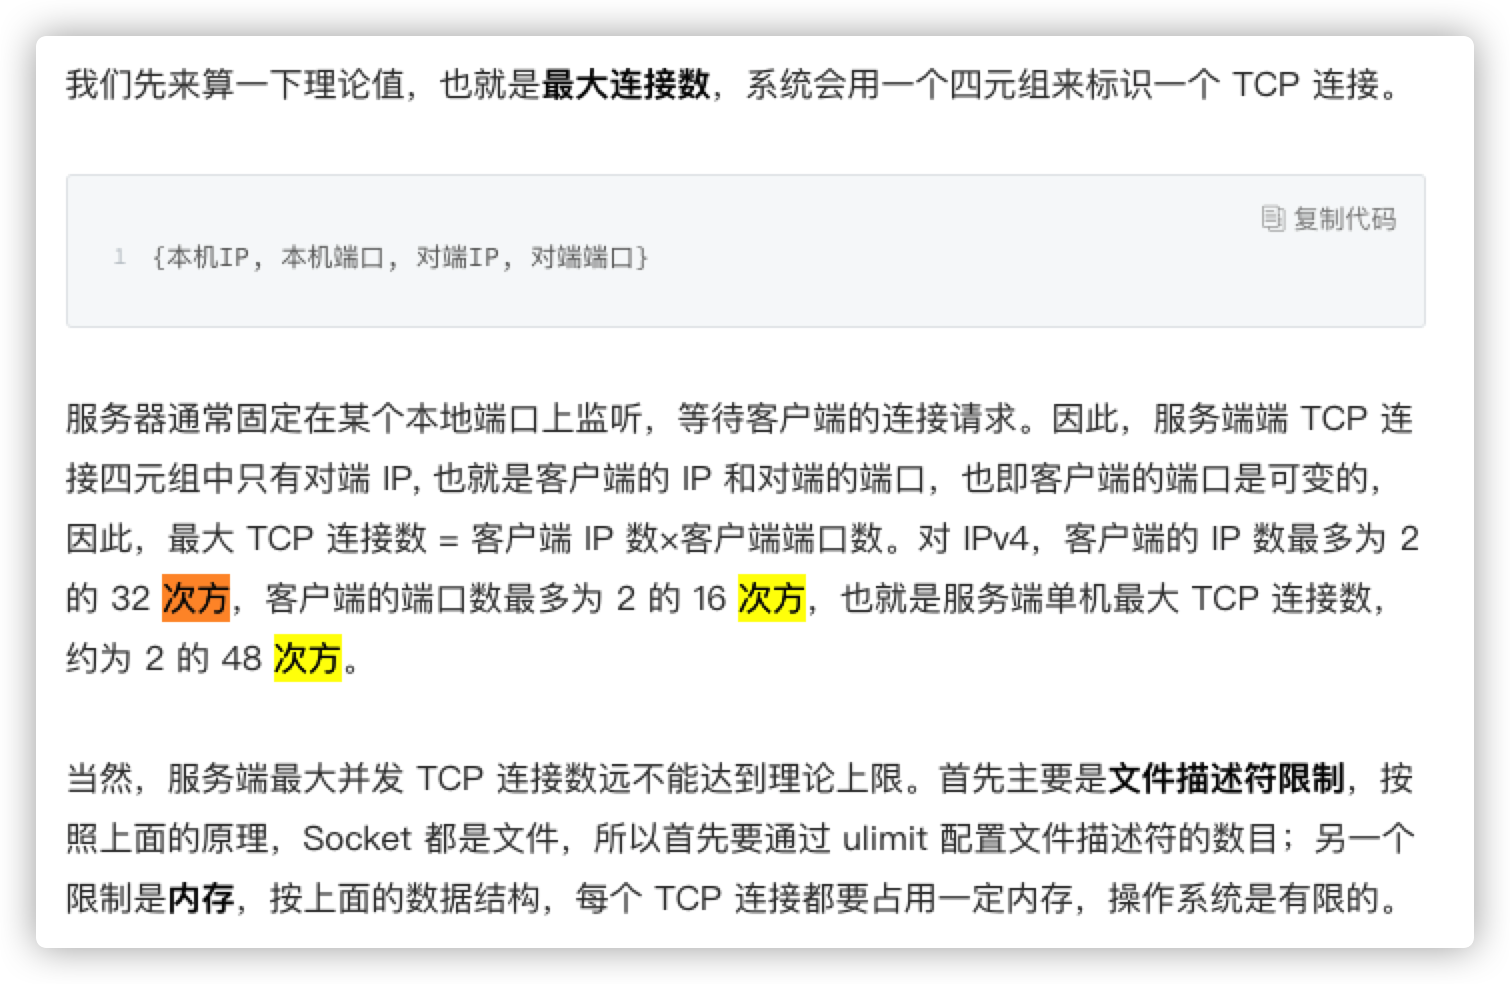 我们先来算一下理论值，也就是最大连接数，系统会用一个四元组来标识一个 TCP 连接。
复制代码
1 {本机IP, 本机端口, 对端IP, 对端端口}
服务器通常固定在某个本地端口上监听，等待客户端的连接请求。因此，服务端端 TCP 连
接四元组中只有对端 IP, 也就是客户端的 IP 和对端的端口，也即客户端的端口是可变的，
因此，最大 TCP 连接数 = 客户端 IP 数×客户端端口数。对 IPv4，客户端的 IP 数最多为 2
的 32 次方，客户端的端口数最多为 2 的 16 次方，也就是服务端单机最大 TCP 连接数，
约为 2 的 48 次方。
当然，服务端最大并发 TCP 连接数远不能达到理论上限。首先主要是文件描述符限制，按
照上面的原理，Socket 都是文件，所以首先要通过 ulimit 配置文件描述符的数目；另一个
限制是内存，按上面的数据结构，每个 TCP 连接都要占用一定内存，操作系统是有限的。